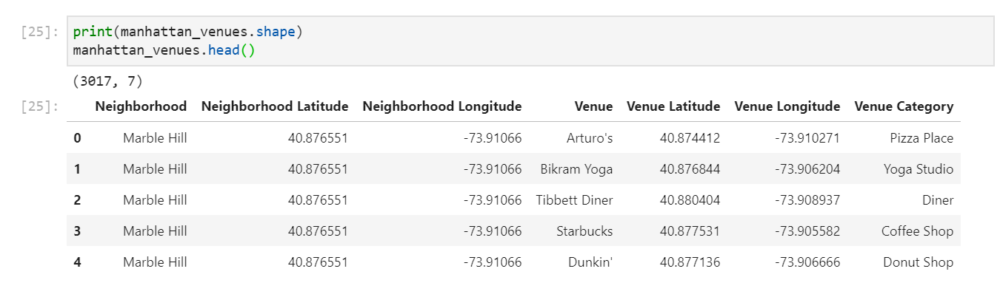 [25]: print(manhattan_venues.shape)
manhattan_venues.head()
(3017, 7)
[25]: Neighborhood Neighborhood Latitude Neighborhood Longitude Venue Venue Latitude Venue Longitude Venue Category
0 Marble Hill 40.876551 -73.91066 Arturo's 40.874412 -73.910271 Pizza Place
1 Marble Hill 40.876551 -73.91066 Bikram Yoga 40.876844 -73.906204 Yoga Studio
2 Marble Hill 40.876551 -73.91066 Tibbett Diner 40.880404 -73.908937 Diner
3 Marble Hill 40.876551 -73.91066 Starbucks 40.877531 -73.905582 Coffee Shop
4 Marble Hill 40.876551 -73.91066 Dunkin' 40.877136 -73.906666 Donut Shop